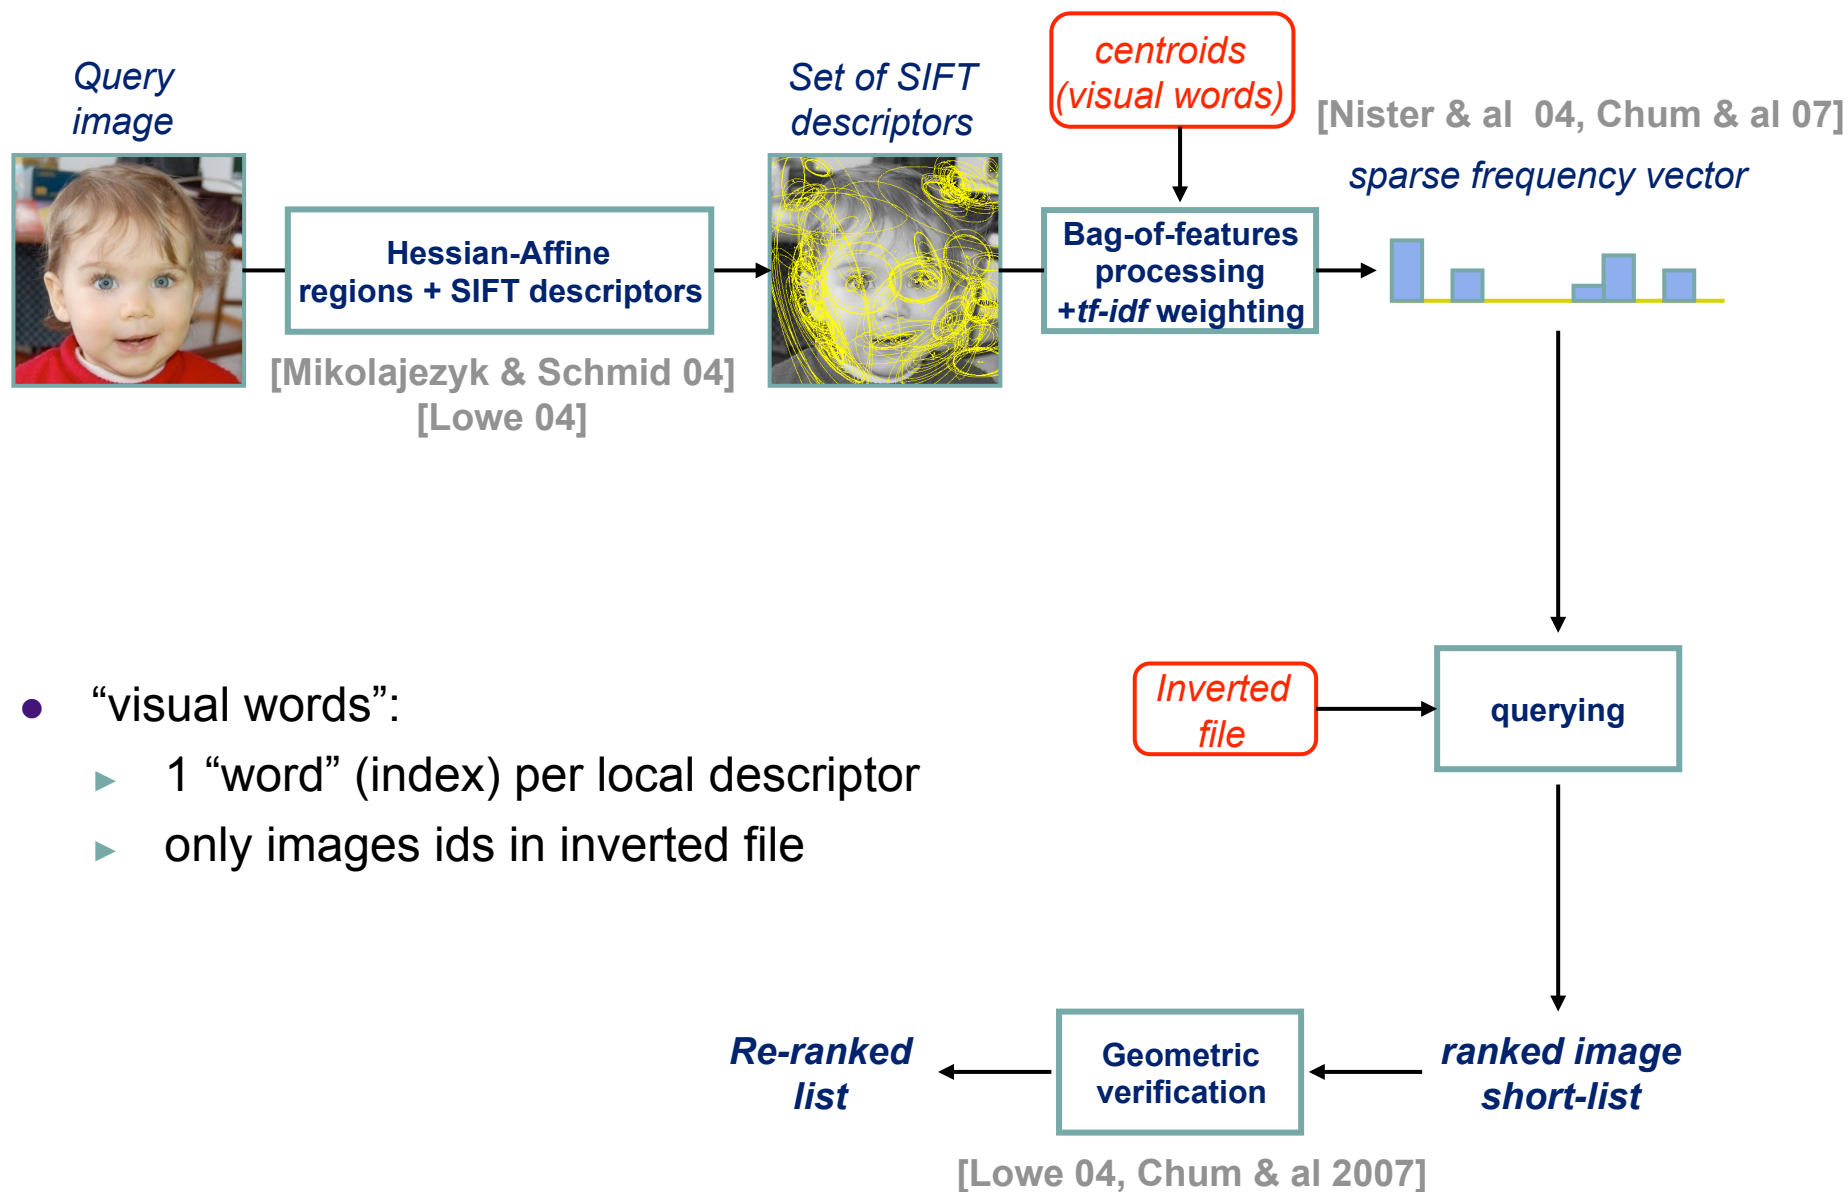 Query
image
Hessian-Affine
regions + SIFT descriptors
[Mikolajezyk & Schmid 04]
[Lowe 04]
Set of SIFT
descriptors
centroids
(visual words)
Bag-of-features
processing
+tf-idf weighting
[Nister & al  04, Chum & al 07]
sparse frequency vector
Inverted
file
querying
● “visual words”:
► 1 “word” (index) per local descriptor
► only images ids in inverted file
ranked image
short-list
Geometric
verification
Re-ranked
list
[Lowe 04, Chum & al 2007]